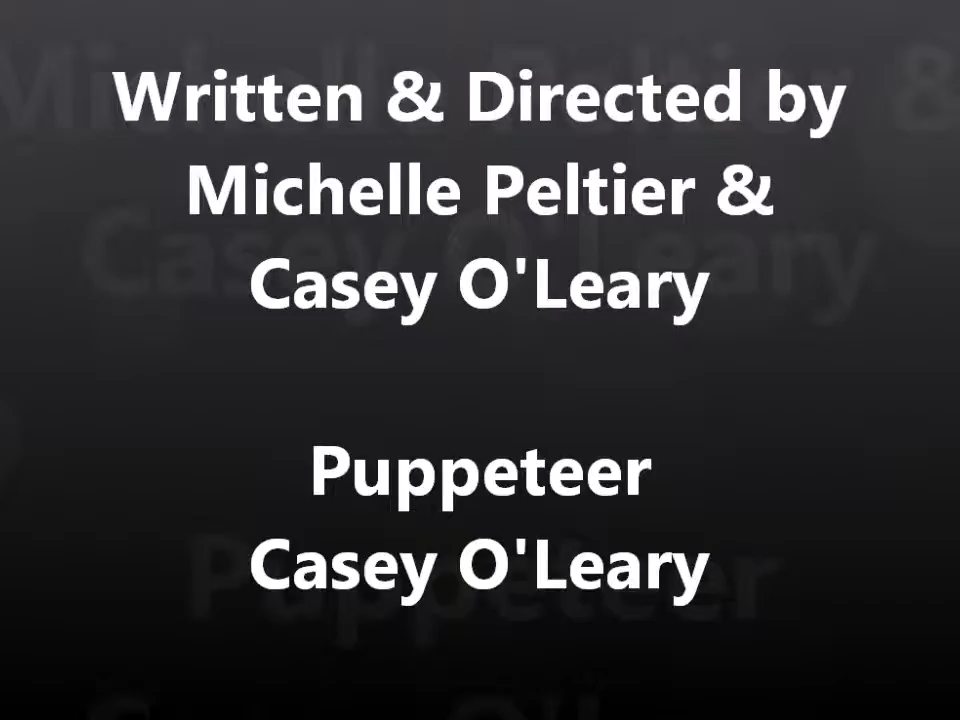 Written & Directed by
Michelle Peltier &
Casey O'Leary
Puppeteer
Casey O'Leary